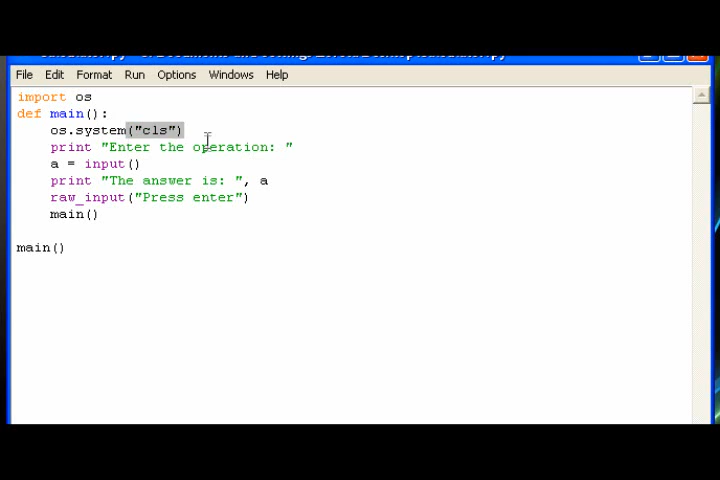 File Edit Format Run Options Windows Help
import os
def main():
    os.system("cls")
    print "Enter the operation: "
    a = input()
    print "The answer is: ", a
    raw_input("Press enter")
    main()
main()